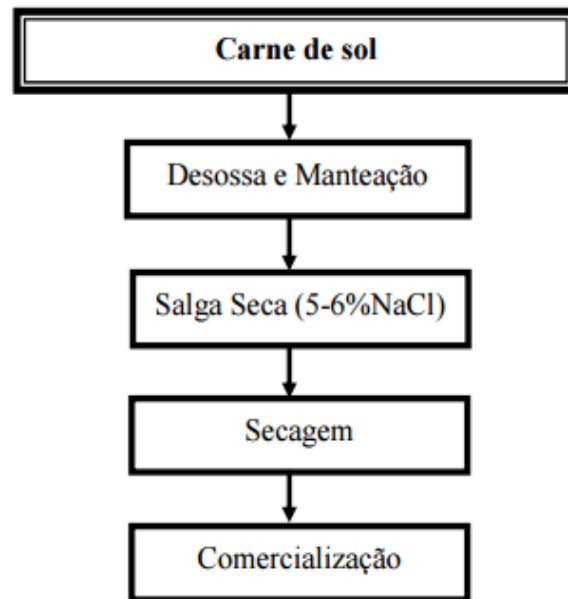 Carne de sol
Desossa e Manteação
Salga Seca (5-6%NaCl)
Secagem
Comercialização